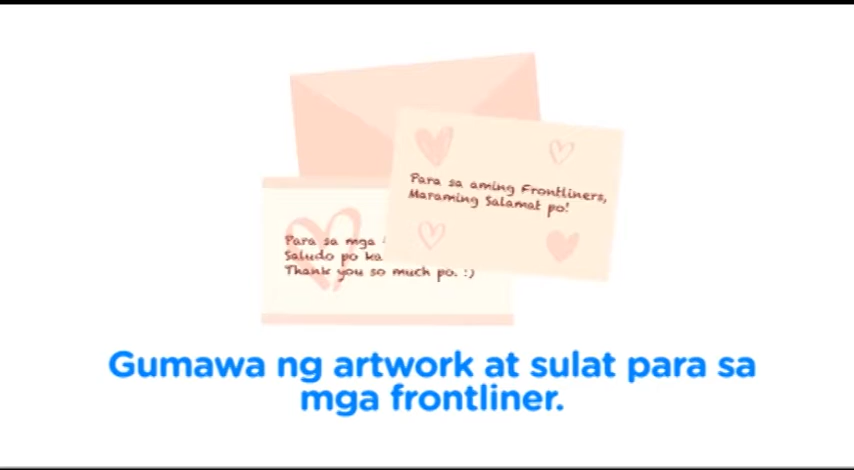 Para sa aming Frontliners,
Maraming Salamat po!
Para sa mga
Saludo po ka
Thank you so much po. :)
Gumawa ng artwork at sulat para sa
mga frontliner.